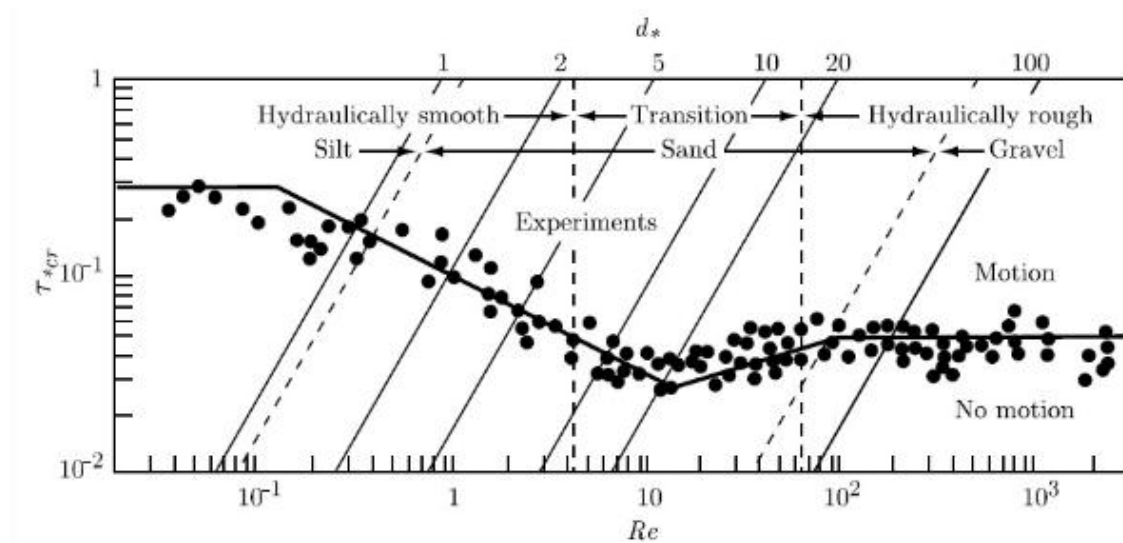 d*
1 2 5 10 20 100
1
Hydraulically smooth Transition Hydraulically rough
Silt Sand Gravel
Experiments
10-1
τ*cr
Motion
No motion
10-2
10-1 1 10 102 103
Re